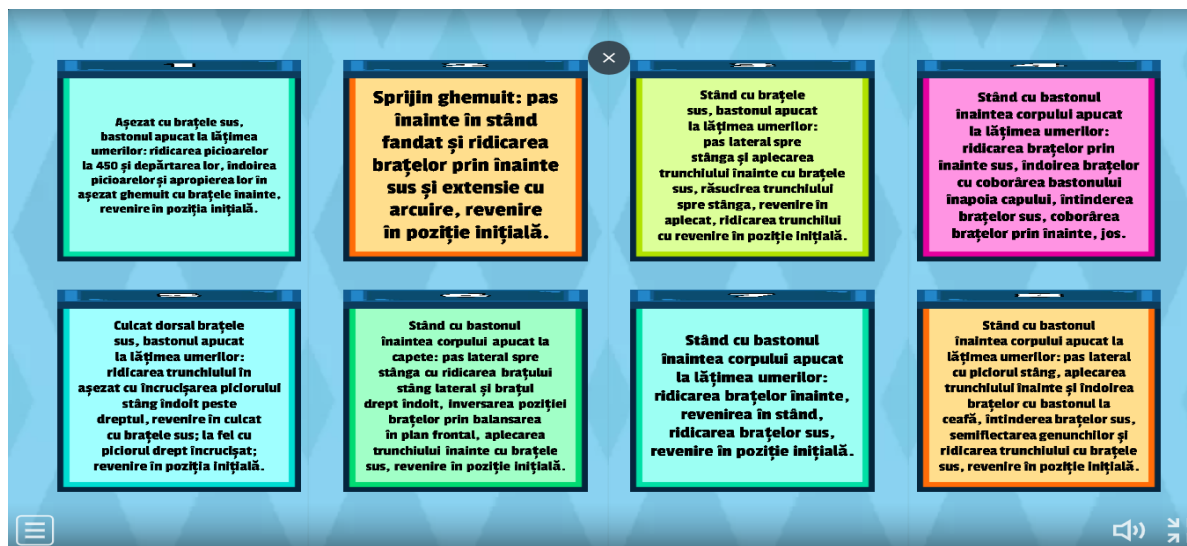 Așezat cu brațele sus,
bastonul apucat la lățimea
umerilor: ridicarea picioarelor
la 450 și depărtarea lor, îndoirea
picioarelor și apropierea lor în
așezat ghemuit cu brațele înainte,
revenire în poziția inițială.
Sprijin ghemuit: pas
înainte în stând
fandat și ridicarea
brațelor prin înainte
sus și extensie cu
arcuire, revenire
în poziție inițială.
Stând cu brațele
sus, bastonul apucat
la lățimea umerilor:
pas lateral spre
stânga și aplecarea
trunchiului înainte cu brațele
sus, răsucirea trunchiului
spre stânga, revenire în
aplecat, ridicarea trunchilui
cu revenire în poziție inițială.
Stând cu bastonul
înaintea corpului apucat
la lățimea umerilor:
ridicarea brațelor prin
înainte sus, îndoirea brațelor
cu coborârea bastonului
înapoia capului, întinderea
brațelor sus, coborârea
brațelor prin înainte, jos.
Culcat dorsal brațele
sus, bastonul apucat
la lățimea umerilor:
ridicarea trunchiului în
așezat cu încrucișarea piciorului
stâng îndoit peste
dreptul, revenire în culcat
cu brațele sus; la fel cu
piciorul drept încrucișat;
revenire în poziția inițială.
Stând cu bastonul
înaintea corpului apucat la
capete: pas lateral spre
stânga cu ridicarea brațului
stâng lateral și brațul
drept îndoit, inversarea poziției
brațelor prin balansarea
în plan frontal, aplecarea
trunchiului înainte cu brațele
sus, revenire în poziție inițială.
Stând cu bastonul
înaintea corpului apucat
la lățimea umerilor:
ridicarea brațelor înainte,
revenirea în stând,
ridicarea brațelor sus,
revenire în poziție inițială.
Stând cu bastonul
înaintea corpului apucat la
lățimea umerilor: pas lateral
cu piciorul stâng, aplecarea
trunchiului înainte și îndoirea
brațelor cu bastonul la
ceafă, întinderea brațelor sus,
semiflectarea genunchilor și
ridicarea trunchiului cu brațele
sus, revenire în poziție inițială.